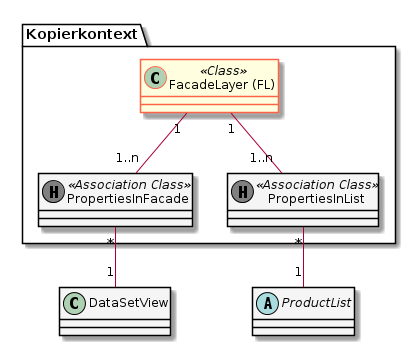 Kopierkontext
C «Class»
FacadeLayer (FL)
1 1
1..n 1..n
H «Association Class» H «Association Class»
PropertiesInFacade PropertiesInList
* *
1 1
C DataSetView A ProductList